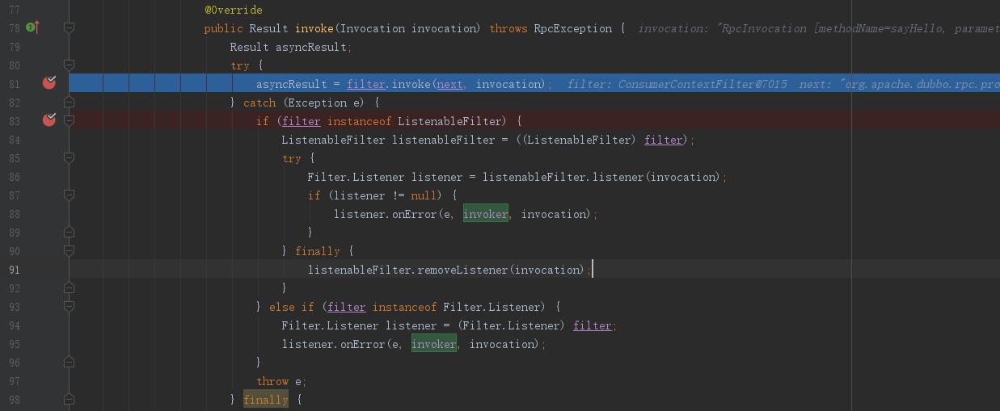 77 @Override
78 public Result invoke(Invocation invocation) throws RpcException { invocation: "RpcInvocation [methodName=sayHello, paramet
79 Result asyncResult;
80 try {
81 asyncResult = filter.invoke(next, invocation); filter: ConsumerContextFilter@7015 next: "org.apache.dubbo.rpc.pro
82 } catch (Exception e) {
83 if (filter instanceof ListenableFilter) {
84 ListenableFilter listenableFilter = ((ListenableFilter) filter);
85 try {
86 Filter.Listener listener = listenableFilter.listener(invocation);
87 if (listener != null) {
88 listener.onError(e, invoker, invocation);
89 }
90 } finally {
91 listenableFilter.removeListener(invocation);
92 }
93 } else if (filter instanceof Filter.Listener) {
94 Filter.Listener listener = (Filter.Listener) filter;
95 listener.onError(e, invoker, invocation);
96 }
97 throw e;
98 } finally {